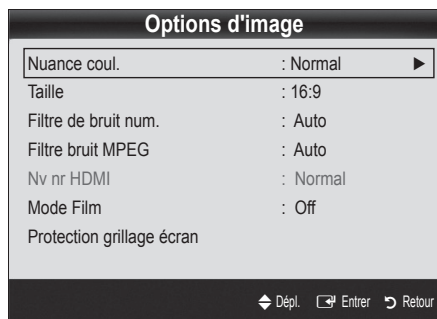 Options d'image
Nuance coul. : Normal ►
Taille : 16:9
Filtre de bruit num. : Auto
Filtre bruit MPEG : Auto
Nv nr HDMI : Normal
Mode Film : Off
Protection grillage écran
Dépl. Entrer Retour